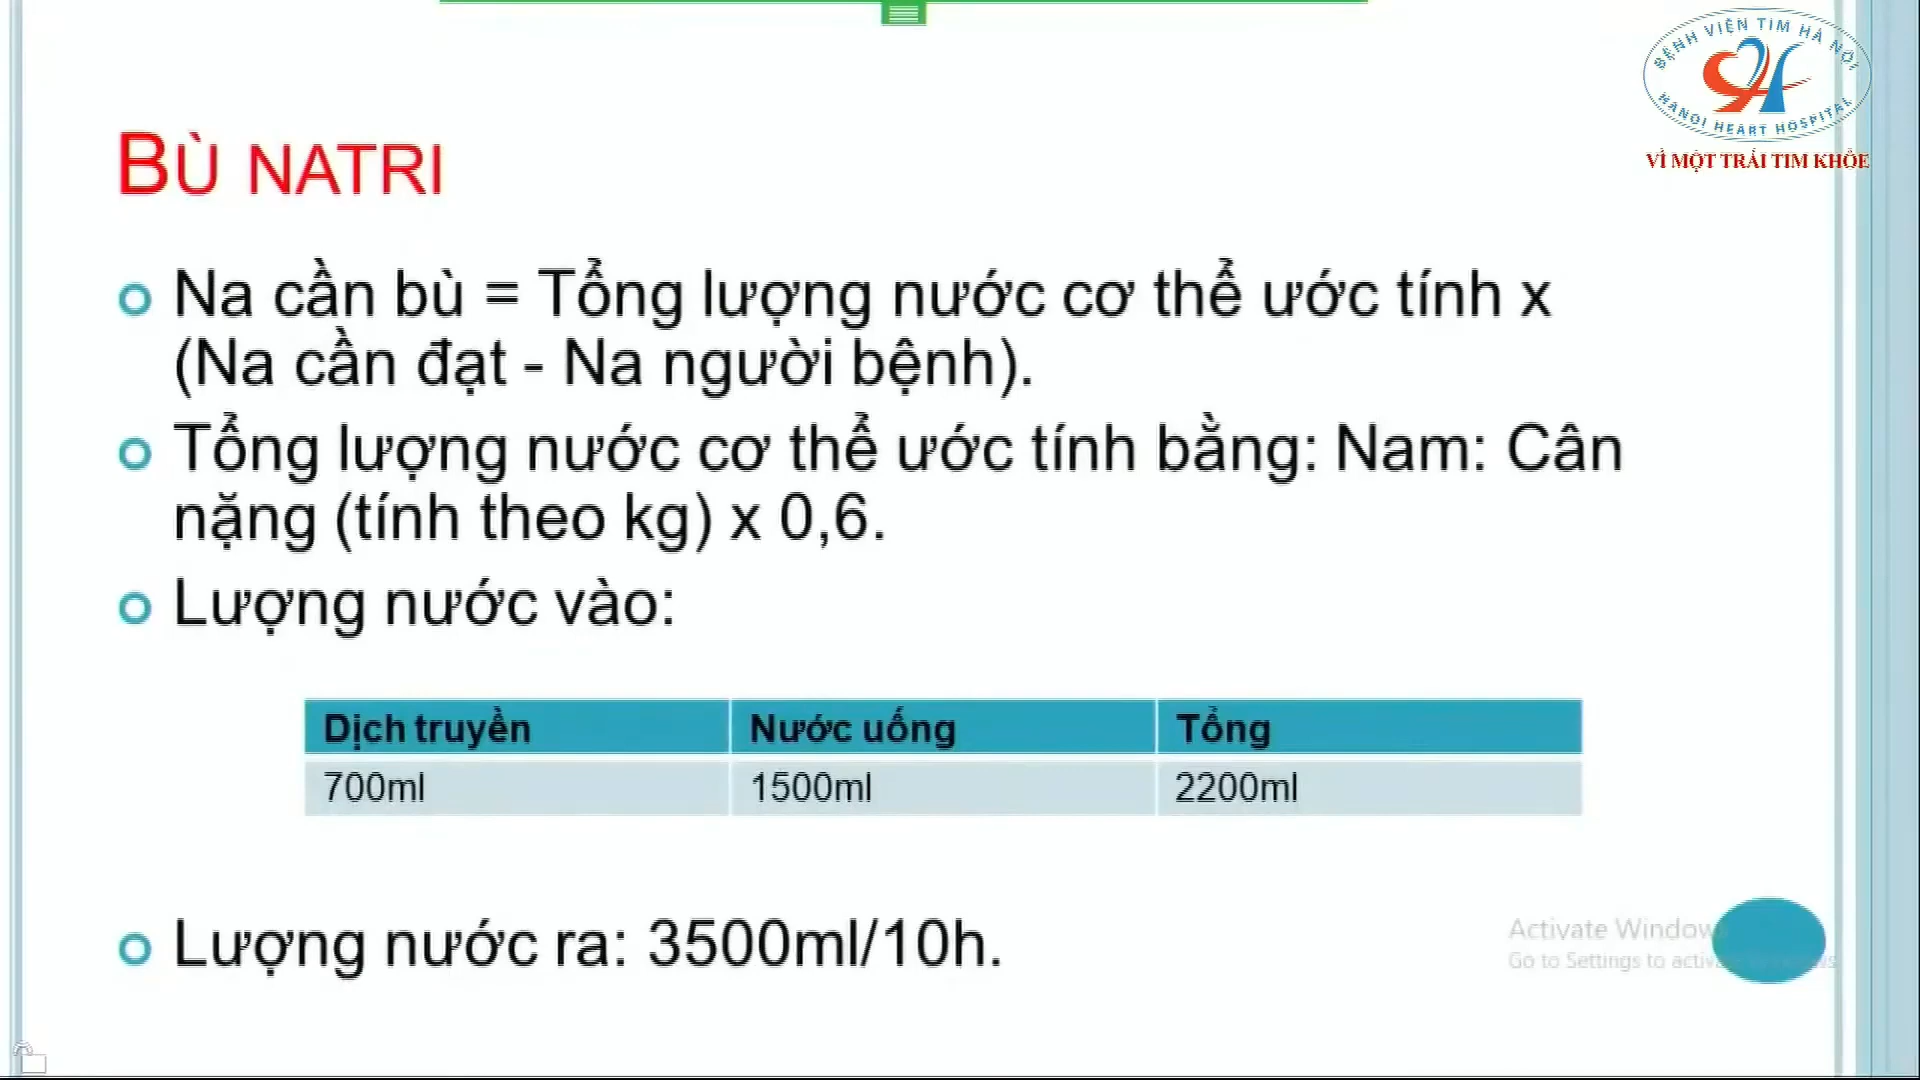 BỆNH VIỆN TIM HÀ NỘI
HANOI HEART HOSPITAL
VÌ MỘT TRÁI TIM KHỎE
BÙ NATRI
Na cần bù = Tổng lượng nước cơ thể ước tính x
(Na cần đạt - Na người bệnh).
Tổng lượng nước cơ thể ước tính bằng: Nam: Cân
nặng (tính theo kg) x 0,6.
Lượng nước vào:
Dịch truyền Nước uống Tổng
700ml 1500ml 2200ml
Lượng nước ra: 3500ml/10h.
Activate Window
Go to Settings to activ